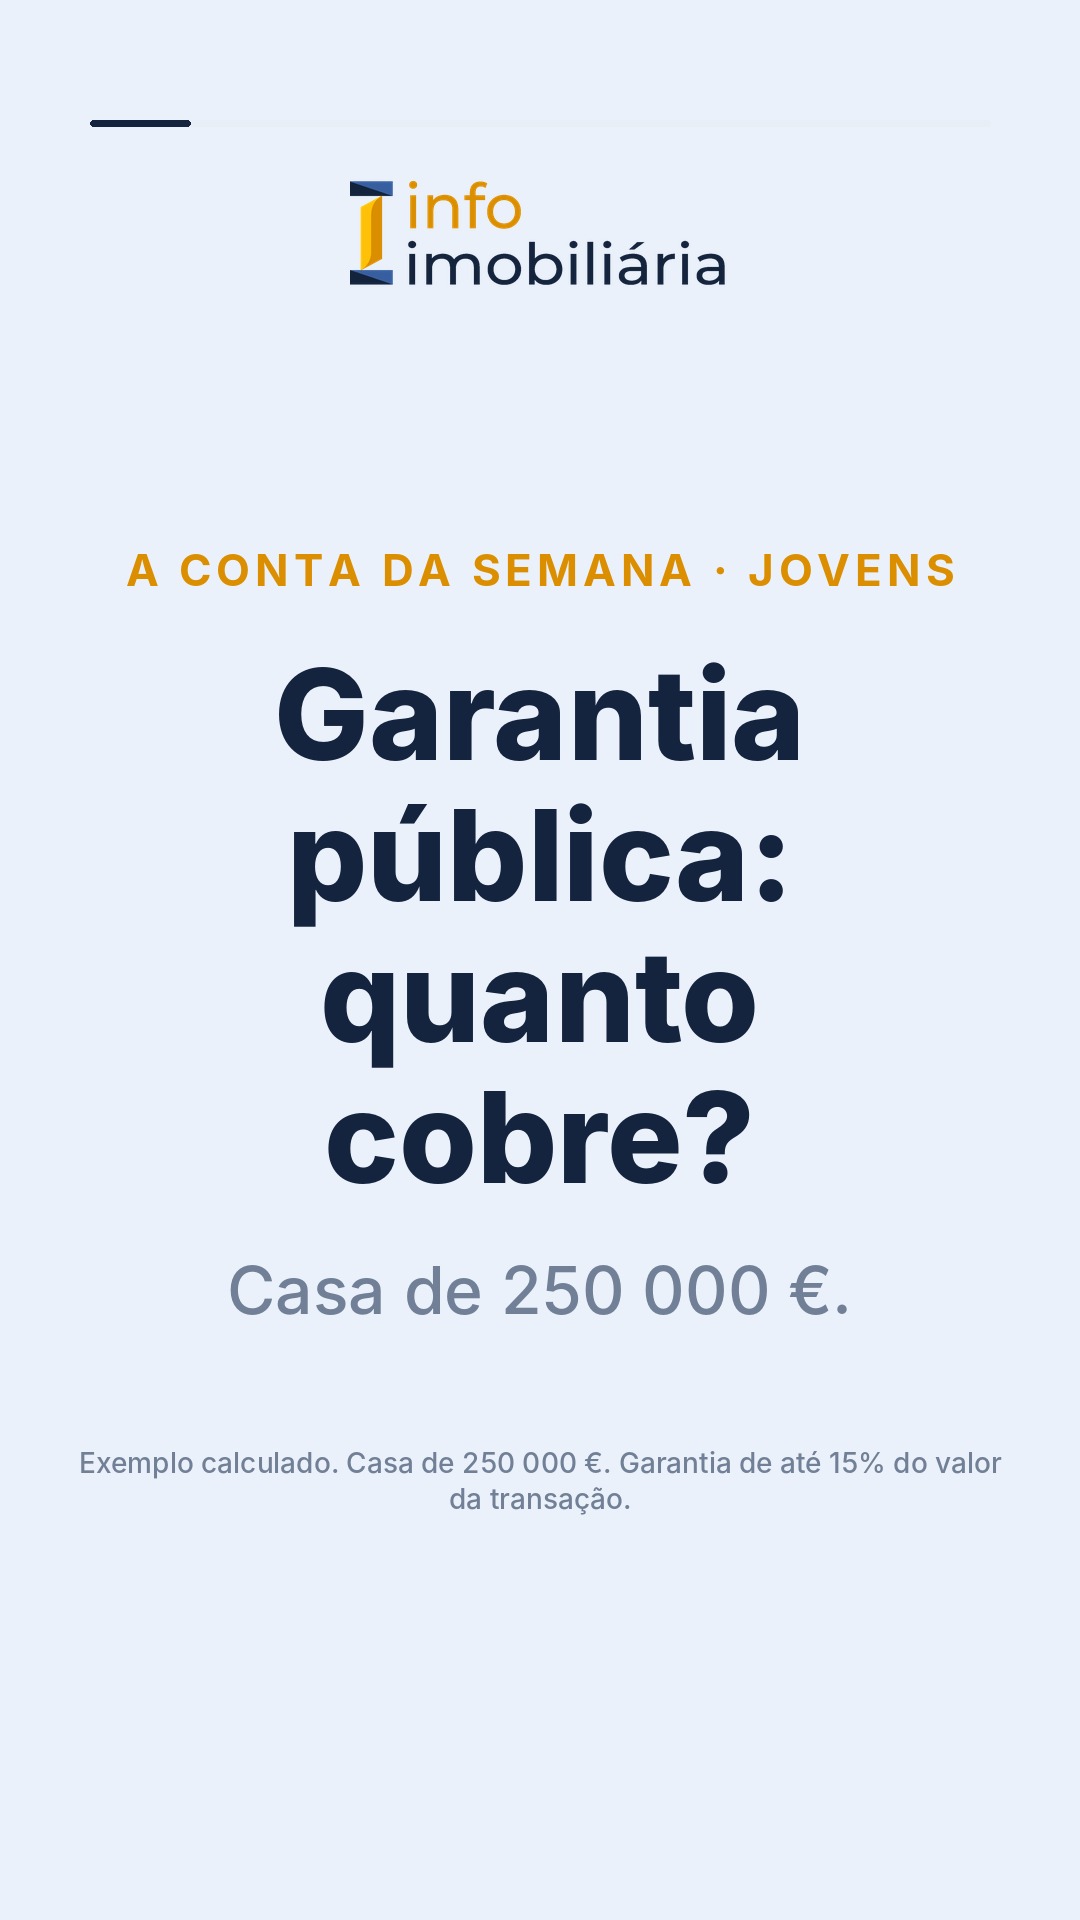 info
imobiliária
A CONTA DA SEMANA · JOVENS
Garantia
pública:
quanto
cobre?
Casa de 250 000 €.
Exemplo calculado. Casa de 250 000 €. Garantia de até 15% do valor
da transação.